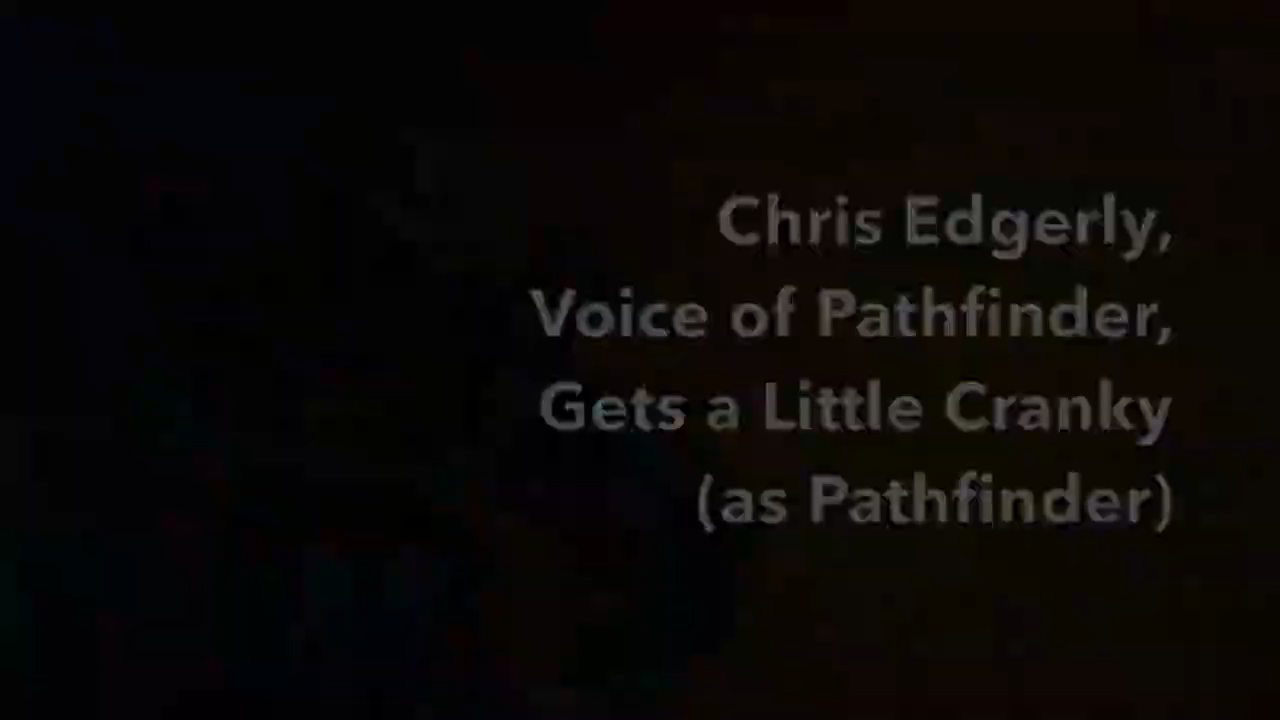 Chris Edgerly,
Voice of Pathfinder,
Gets a Little Cranky
(as Pathfinder)